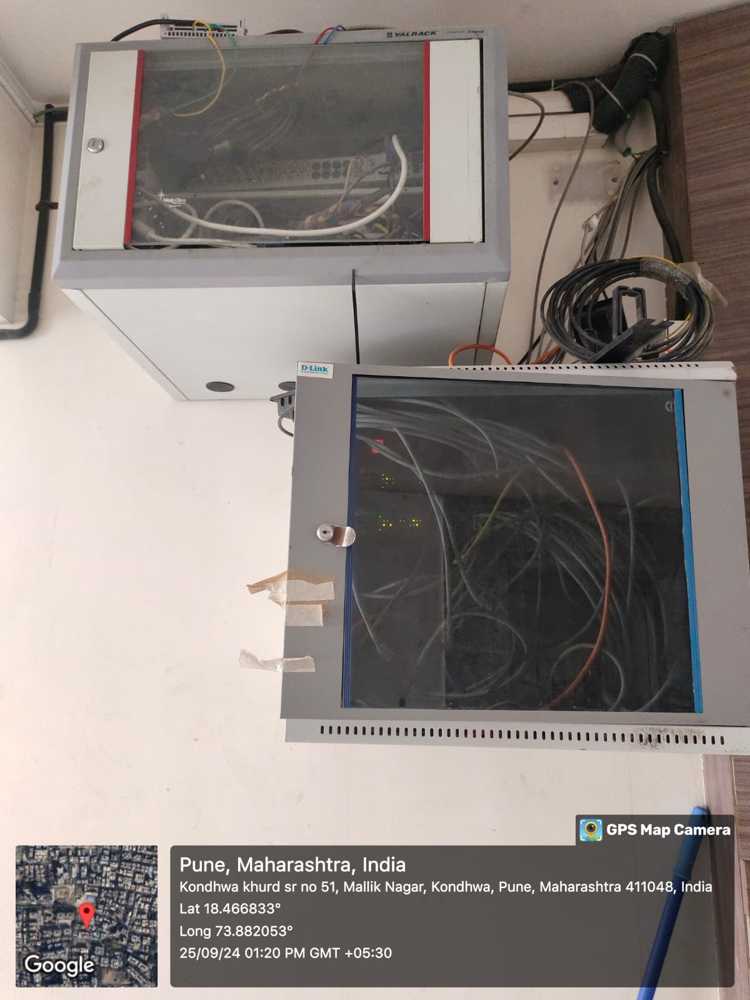 VALRACK
D-Link
GPS Map Camera
Pune, Maharashtra, India
Kondhwa khurd sr no 51, Mallik Nagar, Kondhwa, Pune, Maharashtra 411048, India
Lat 18.466833°
Long 73.882053°
25/09/24 01:20 PM GMT +05:30
Google